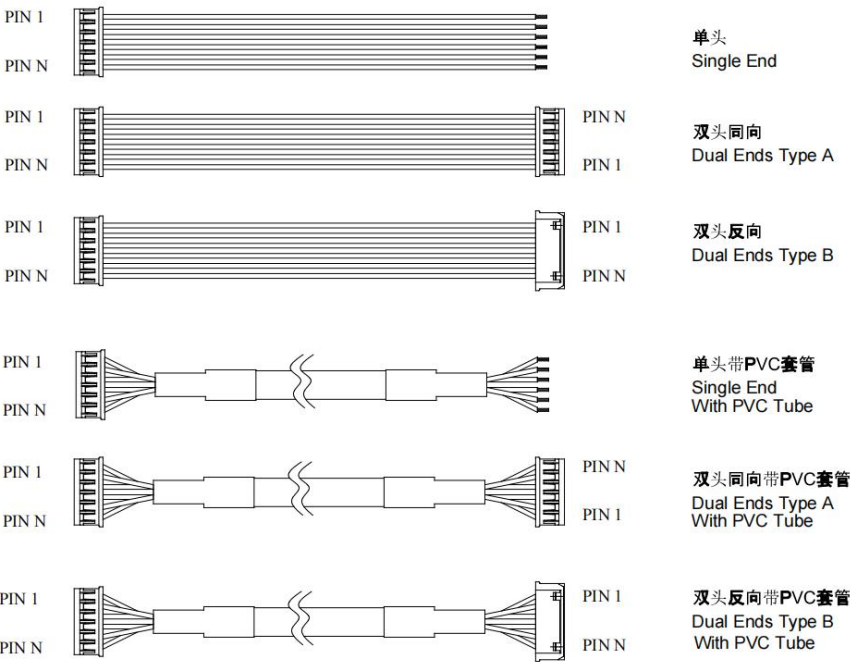 PIN 1
单头
Single End
PIN N
PIN 1
PIN N
双头同向
Dual Ends Type A
PIN N
PIN 1
PIN 1
PIN 1
双头反向
Dual Ends Type B
PIN N
PIN N
PIN 1
单头带PVC套管
Single End
With PVC Tube
PIN N
PIN 1
PIN N
双头同向带PVC套管
Dual Ends Type A
With PVC Tube
PIN N
PIN 1
PIN 1
PIN 1
双头反向带PVC套管
Dual Ends Type B
With PVC Tube
PIN N
PIN N